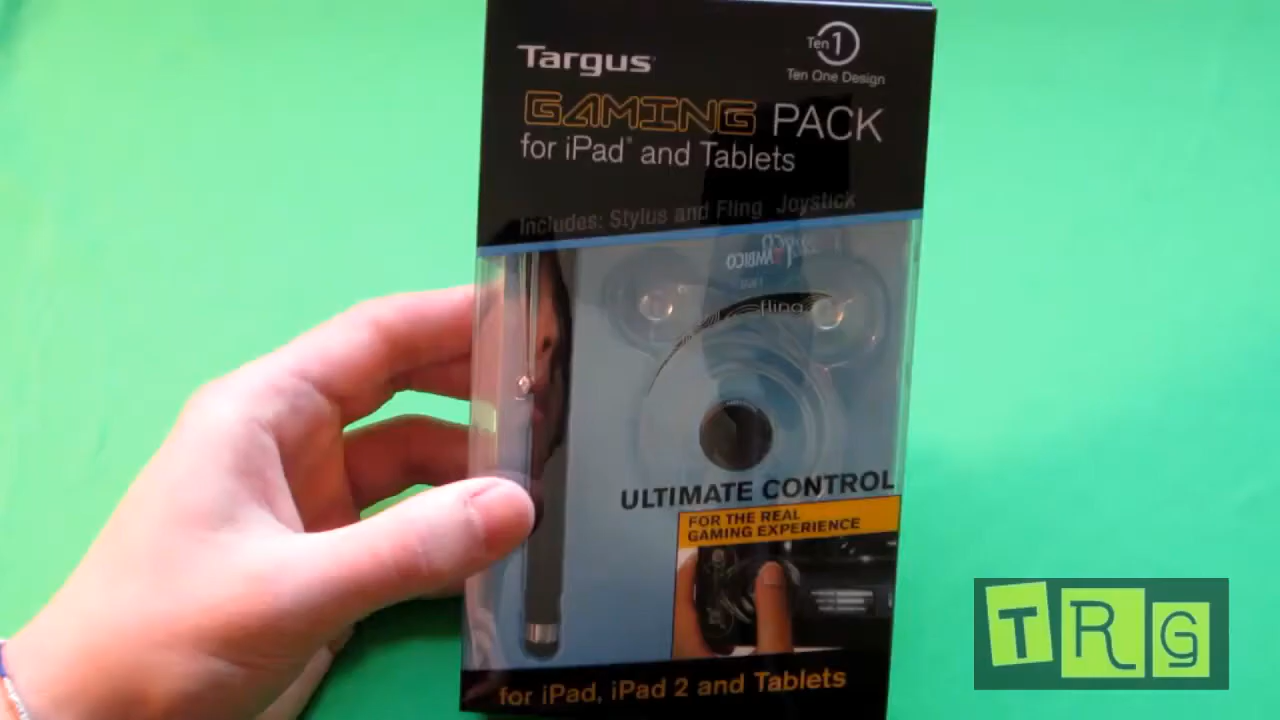 Targus
Ten 1
Ten One Design
GAMING PACK
for iPad® and Tablets
Includes: Stylus and Fling Joystick
fling
ULTIMATE CONTROL
FOR THE REAL
GAMING EXPERIENCE
for iPad, iPad 2 and Tablets
TRG